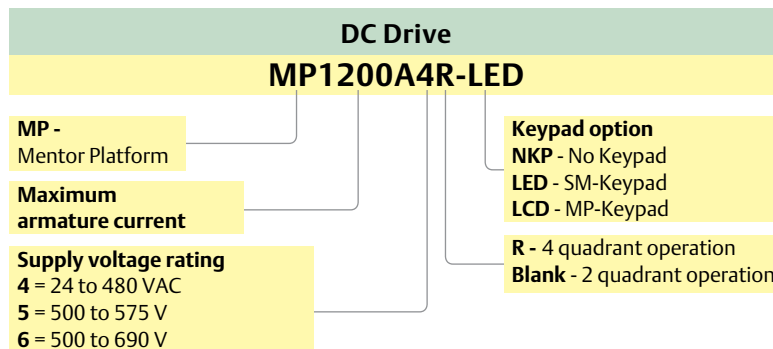 DC Drive
MP1200A4R-LED
MP -
Mentor Platform
Maximum
armature current
Supply voltage rating
4 = 24 to 480 VAC
5 = 500 to 575 V
6 = 500 to 690 V
Keypad option
NKP - No Keypad
LED - SM-Keypad
LCD - MP-Keypad
R - 4 quadrant operation
Blank - 2 quadrant operation